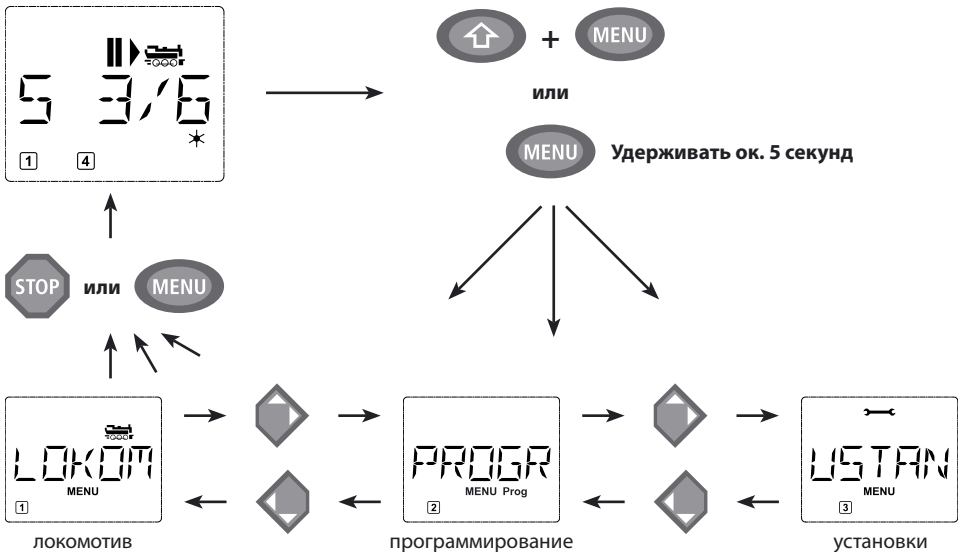 + MENU
5 3/6
или
1 4
MENU Удерживать ок. 5 секунд
STOP или MENU
LOKOM
MENU
1
PROGR
MENU Prog
2
USTAN
MENU
3
локомотив
программирование
установки